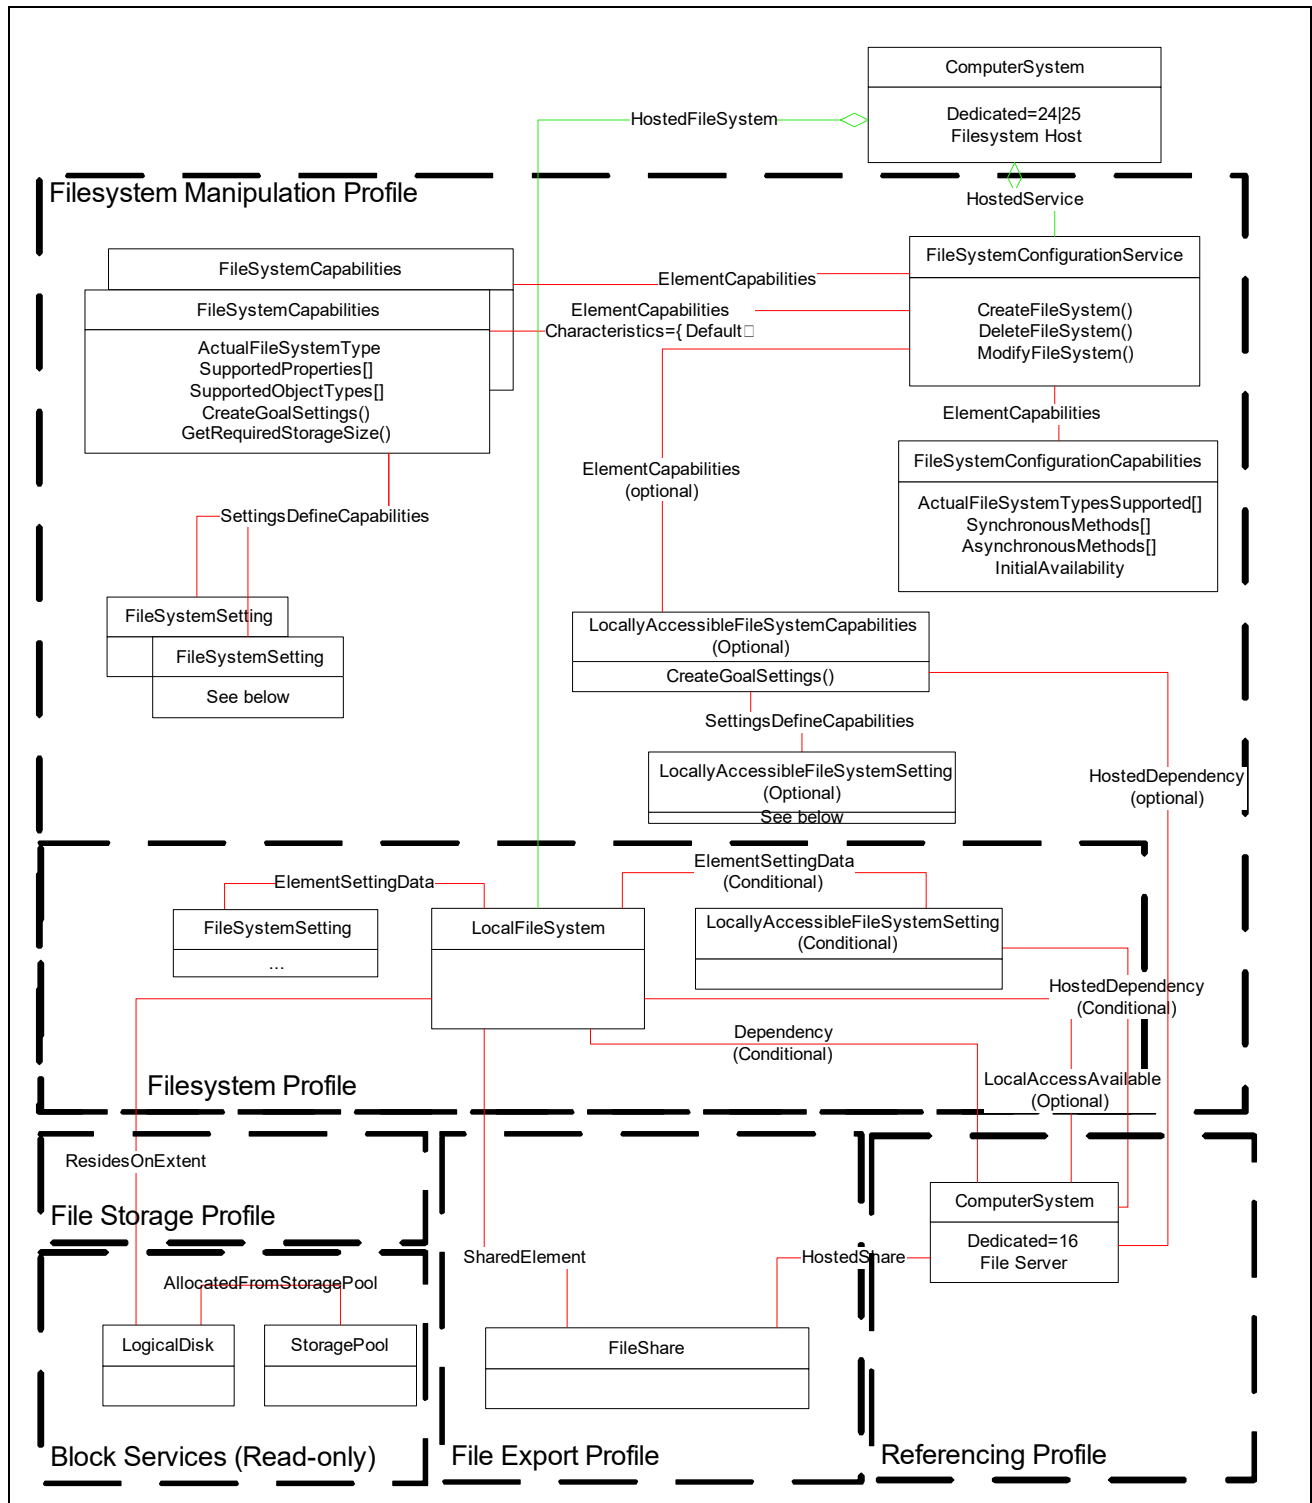 ComputerSystem
Dedicated=24|25
Filesystem Host
HostedFileSystem
Filesystem Manipulation Profile
HostedService
FileSystemCapabilities
FileSystemConfigurationService
ElementCapabilities
FileSystemCapabilities
ElementCapabilities
Characteristics={ Default□
CreateFileSystem()
DeleteFileSystem()
ModifyFileSystem()
ActualFileSystemType
SupportedProperties[]
SupportedObjectTypes[]
CreateGoalSettings()
GetRequiredStorageSize()
ElementCapabilities
FileSystemConfigurationCapabilities
ElementCapabilities
(optional)
ActualFileSystemTypesSupported[]
SynchronousMethods[]
AsynchronousMethods[]
InitialAvailability
SettingsDefineCapabilities
FileSystemSetting
FileSystemSetting
See below
LocallyAccessibleFileSystemCapabilities
(Optional)
CreateGoalSettings()
SettingsDefineCapabilities
LocallyAccessibleFileSystemSetting
(Optional)
See below
HostedDependency
(optional)
ElementSettingData
ElementSettingData
(Conditional)
FileSystemSetting
...
LocalFileSystem
LocallyAccessibleFileSystemSetting
(Conditional)
HostedDependency
(Conditional)
Dependency
(Conditional)
LocalAccessAvailable
(Optional)
Filesystem Profile
ResidesOnExtent
File Storage Profile
ComputerSystem
Dedicated=16
File Server
SharedElement
HostedShare
AllocatedFromStoragePool
LogicalDisk
StoragePool
FileShare
Block Services (Read-only)
File Export Profile
Referencing Profile